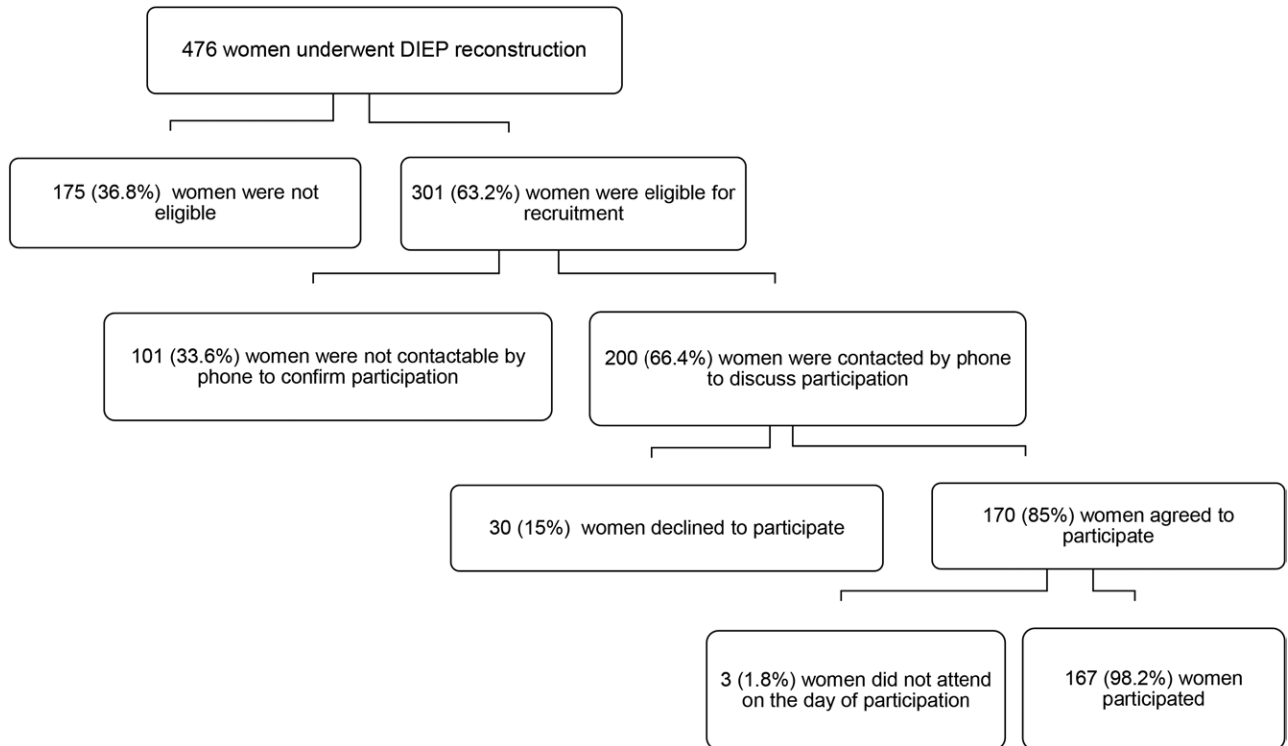 476 women underwent DIEP reconstruction
175 (36.8%)  women were not
eligible
301 (63.2%) women were eligible for
recruitment
101 (33.6%) women were not contactable by
phone to confirm participation
200 (66.4%) women were contacted by phone
to discuss participation
30 (15%)  women declined to participate
170 (85%) women agreed to
participate
3 (1.8%) women did not attend
on the day of participation
167 (98.2%) women
participated